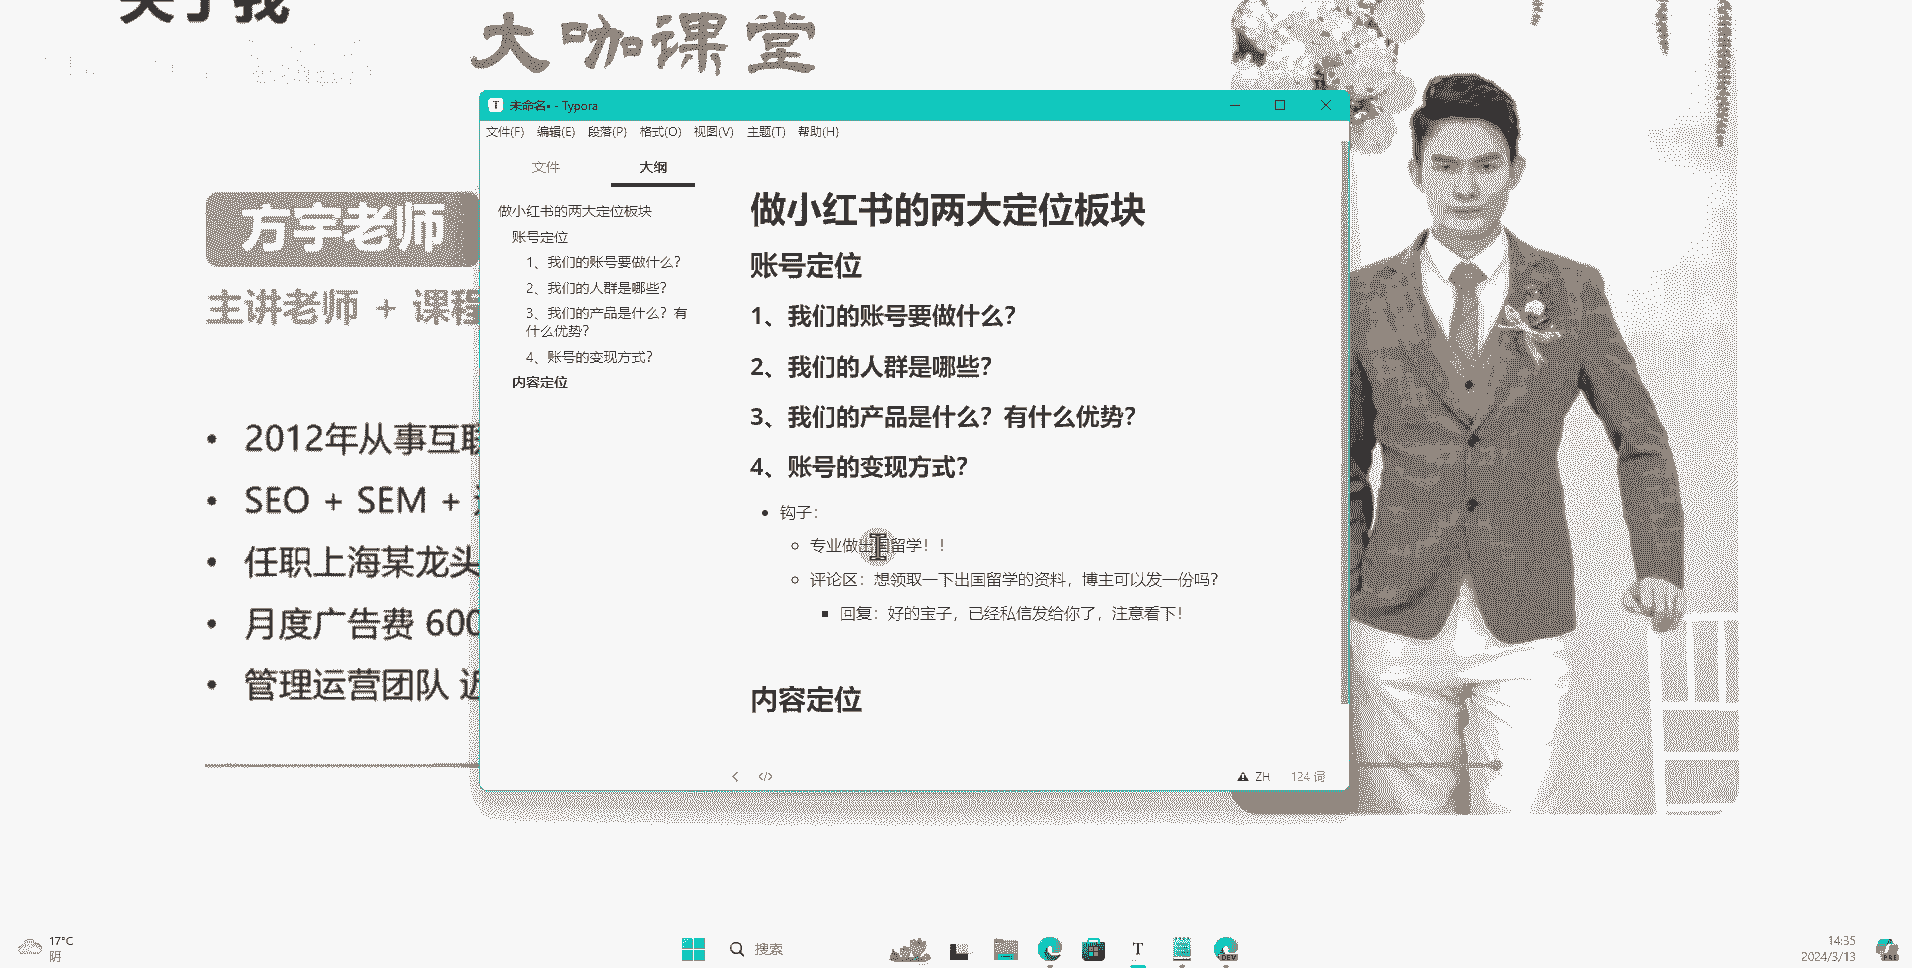 关于我
大咖课堂
方宇老师
主讲老师 + 课程
• 2012年从事互联
• SEO + SEM +
• 任职上海某龙头
• 月度广告费 600
• 管理运营团队 近
未命名• - Typora
文件(F) 编辑(E) 段落(P) 格式(O) 视图(V) 主题(T) 帮助(H)
文件 大纲
做小红书的两大定位板块
账号定位
1、我们的账号要做什么？
2、我们的人群是哪些？
3、我们的产品是什么？有
什么优势？
4、账号的变现方式？
内容定位
做小红书的两大定位板块
账号定位
1、我们的账号要做什么？
2、我们的人群是哪些？
3、我们的产品是什么？有什么优势？
4、账号的变现方式？
• 钩子：
专业做出国留学！！
评论区：想领取一下出国留学的资料，博主可以发一份吗？
回复：好的宝子，已经私信发给你了，注意看下！
内容定位
ZH 124 词
17°C
阴
搜索
T
DEV
14:35
2024/3/13
PRE